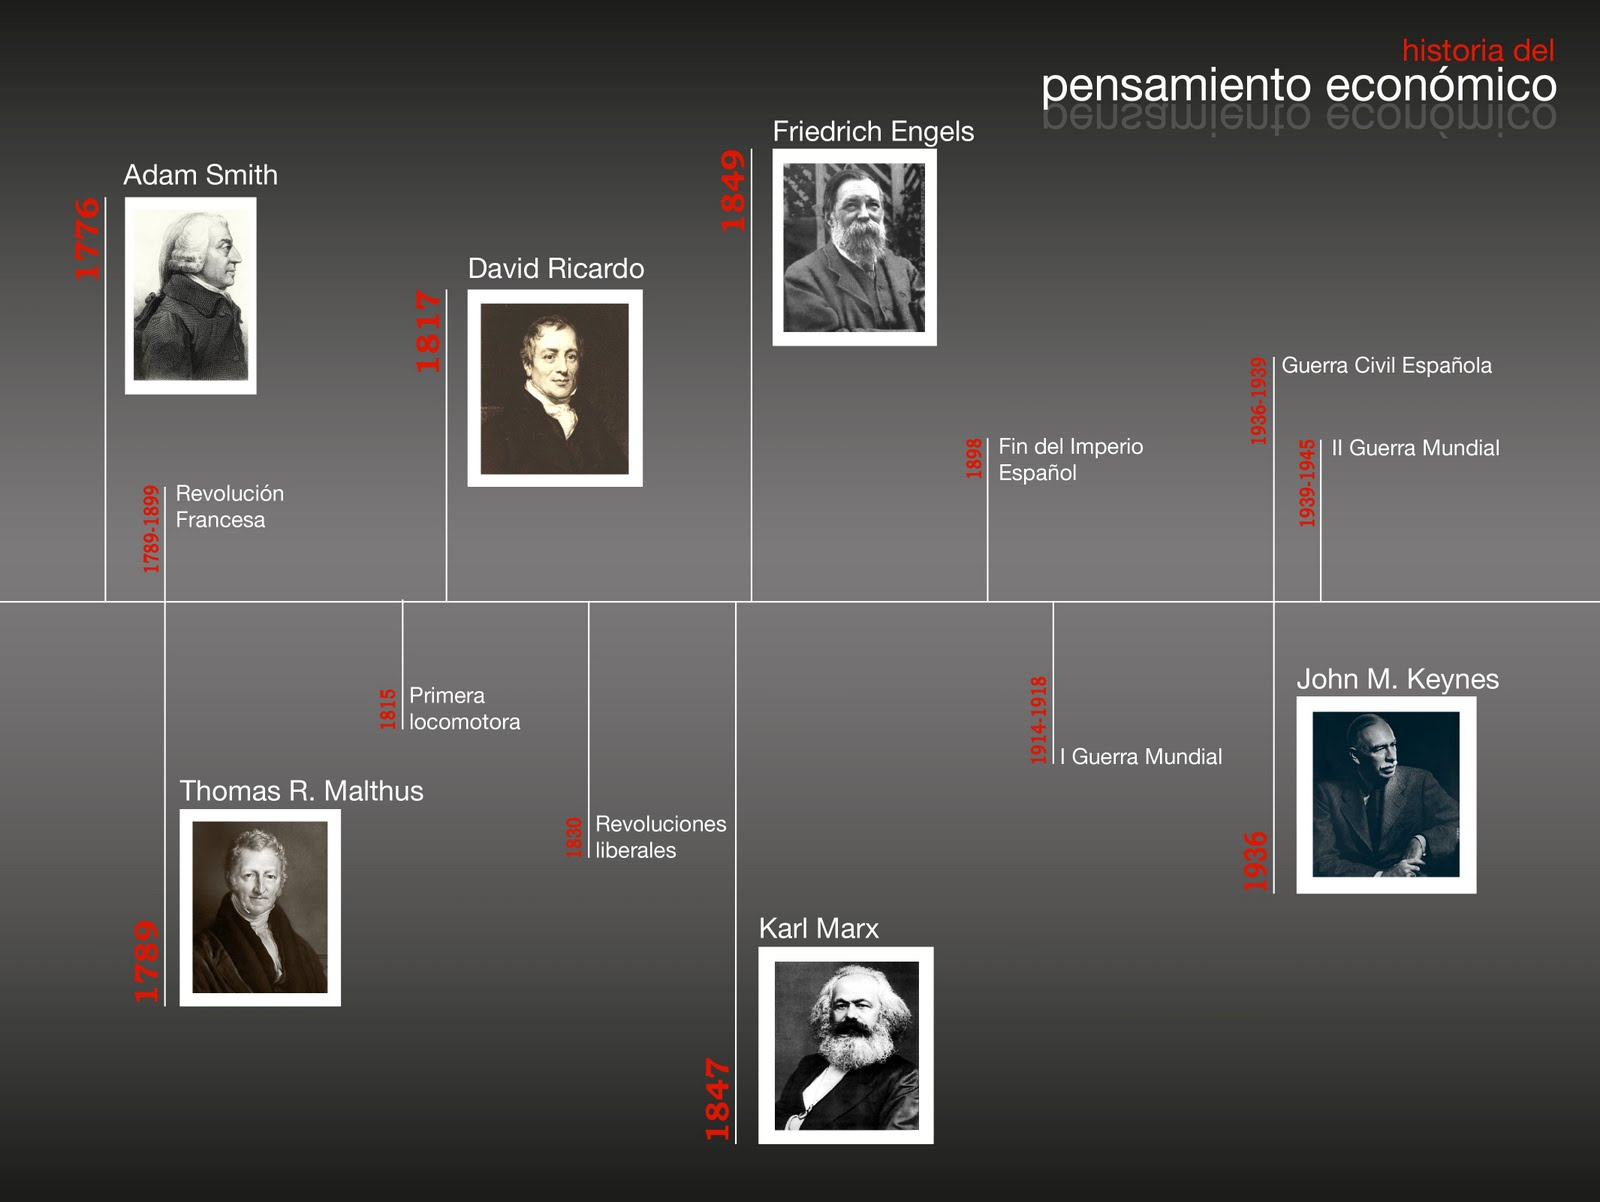 historia del
pensamiento económico
Friedrich Engels
1849
Adam Smith
1776
David Ricardo
1817
1936-1939
Guerra Civil Española
1898
Fin del Imperio
Español
1939-1945
II Guerra Mundial
1789-1899
Revolución
Francesa
1815
Primera
locomotora
1914-1918
I Guerra Mundial
John M. Keynes
1936
Thomas R. Malthus
1789
1830
Revoluciones
liberales
Karl Marx
1847